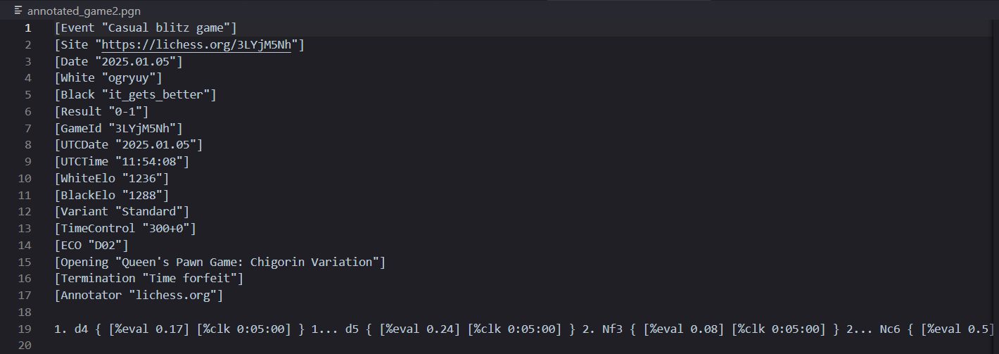 annotated_game2.pgn
1 [Event "Casual blitz game"]
2 [Site "https://lichess.org/3LYjM5Nh"]
3 [Date "2025.01.05"]
4 [White "ogryuy"]
5 [Black "it_gets_better"]
6 [Result "0-1"]
7 [GameId "3LYjM5Nh"]
8 [UTCDate "2025.01.05"]
9 [UTCTime "11:54:08"]
10 [WhiteElo "1236"]
11 [BlackElo "1288"]
12 [Variant "Standard"]
13 [TimeControl "300+0"]
14 [ECO "D02"]
15 [Opening "Queen's Pawn Game: Chigorin Variation"]
16 [Termination "Time forfeit"]
17 [Annotator "lichess.org"]
18
19 1. d4 { [%eval 0.17] [%clk 0:05:00] } 1... d5 { [%eval 0.24] [%clk 0:05:00] } 2. Nf3 { [%eval 0.08] [%clk 0:05:00] } 2... Nc6 { [%eval 0.5]
20